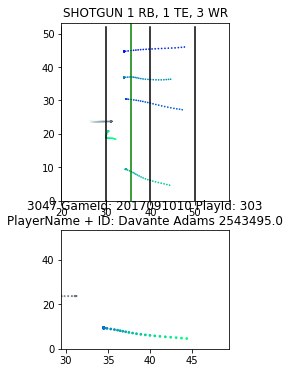 SHOTGUN 1 RB, 1 TE, 3 WR
50
40
30
20
10
0
20 30 40 50
3047 GameId: 2017091010 PlayId: 303
PlayerName + ID: Davante Adams 2543495.0
40
20
0
30 35 40 45